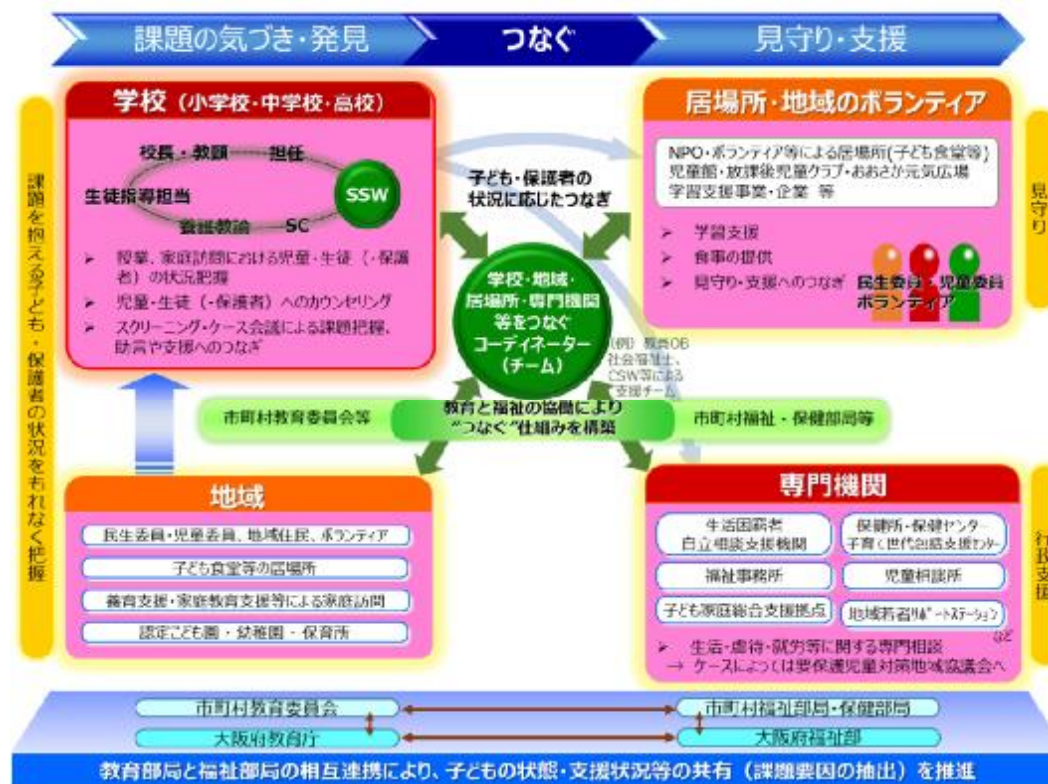 課題の気づき・発見
つなぐ
見守り・支援
課題を抱える子ども・保護者の状況をもれなく把握
学校（小学校・中学校・高校）
校長・教頭
担任
生徒指導担当
SSW
養護教諭
SC
➤ 授業、家庭訪問における児童・生徒（・保護
者）の状況把握
➤ 児童・生徒（・保護者）へのカウンセリング
➤ スクリーニング・ケース会議による課題把握、
助言や支援へのつなぎ
子ども・保護者の
状況に応じたつなぎ
学校・地域・
居場所・専門機関
等をつなぐ
コーディネーター
（チーム）
（例）教員OB
社会福祉士、
CSW等による
支援チーム
居場所・地域のボランティア
NPO・ボランティア等による居場所(子ども食堂等)
児童館・放課後児童クラブ・おおさか元気広場
学習支援事業・企業 等
➤ 学習支援
➤ 食事の提供
➤ 見守り・支援へのつなぎ
民生委員・児童委員
ボランティア
見守り
市町村教育委員会等
教育と福祉の協働により
“つなぐ”仕組みを構築
市町村福祉・保健部局等
地域
民生委員・児童委員、地域住民、ボランティア
子ども食堂等の居場所
養育支援・家庭教育支援等による家庭訪問
認定こども園・幼稚園・保育所
専門機関
生活困窮者
自立相談支援機関
保健所・保健センター
子育て世代包括支援センター
福祉事務所
児童相談所
子ども家庭総合支援拠点
地域若者サポートステーション
など
➤ 生活・虐待・就労等に関する専門相談
→ ケースによっては要保護児童対策地域協議会へ
行政支援
市町村教育委員会
市町村福祉部局・保健部局
大阪府教育庁
大阪府福祉部
教育部局と福祉部局の相互連携により、子どもの状態・支援状況等の共有（課題要因の抽出）を推進